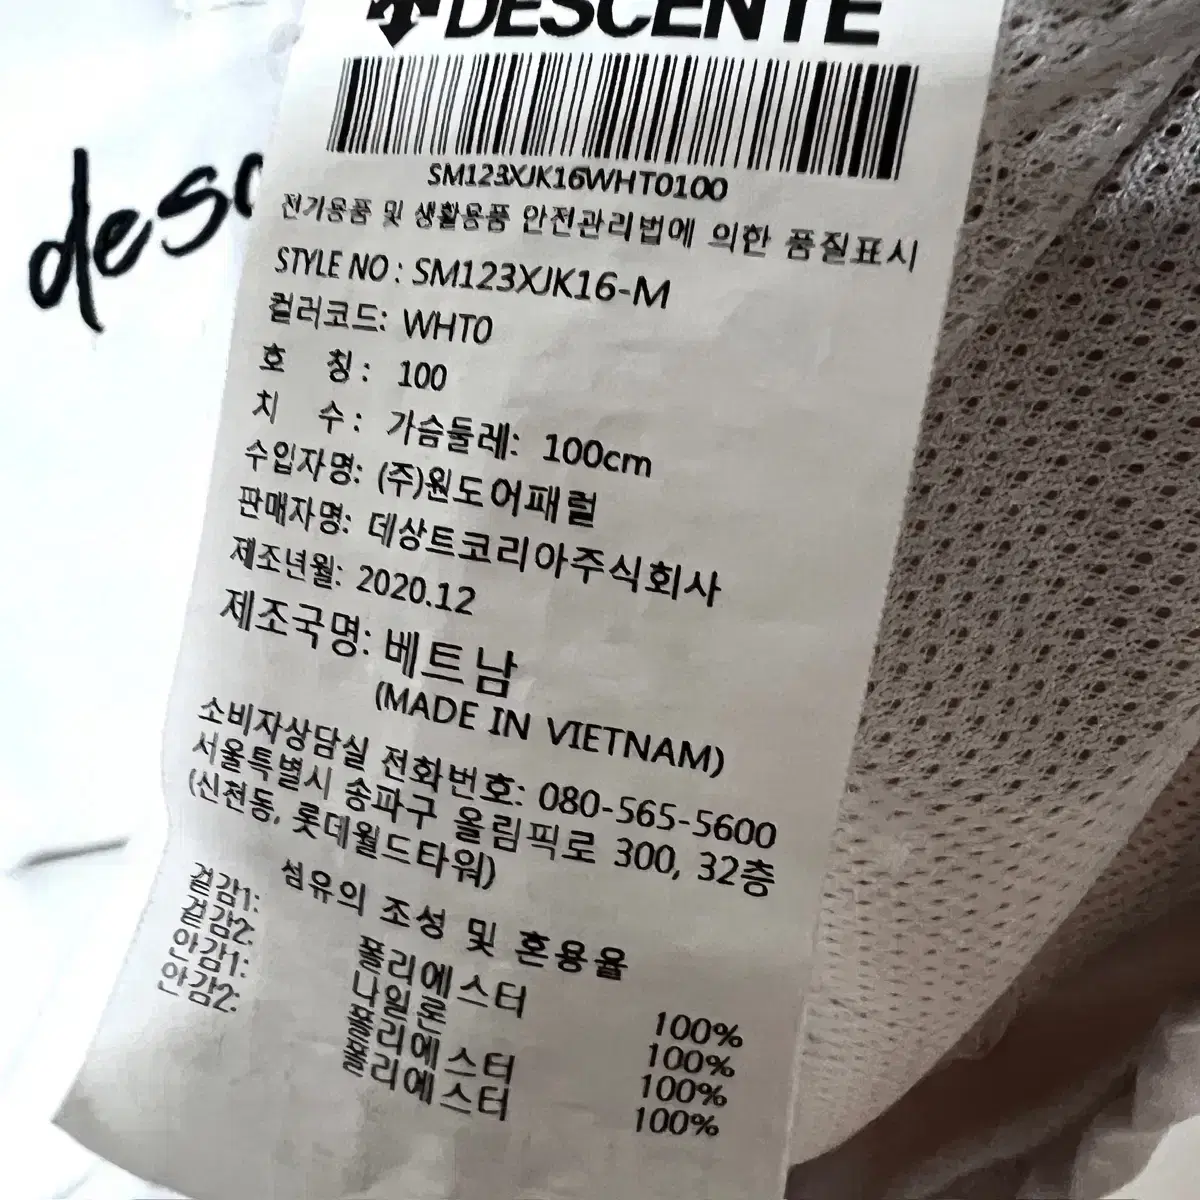 DESCENTE
desc
SM123XJK16WHT0100
전기용품 및 생활용품 안전관리법에 의한 품질표시
STYLE NO : SM123XJK16-M
컬러코드: WHT0
호 칭 : 100
치 수 : 가슴둘레: 100cm
수입자명: (주)원도어패럴
판매자명: 데상트코리아주식회사
제조년월: 2020.12
제조국명: 베트남
(MADE IN VIETNAM)
소비자상담실 전화번호: 080-565-5600
서울특별시 송파구 올림픽로 300, 32층
(신천동, 롯데월드타워)
섬유의 조성 및 혼용율
겉감1: 폴리에스터 100%
겉감2: 나일론 100%
안감1: 폴리에스터 100%
안감2: 폴리에스터 100%